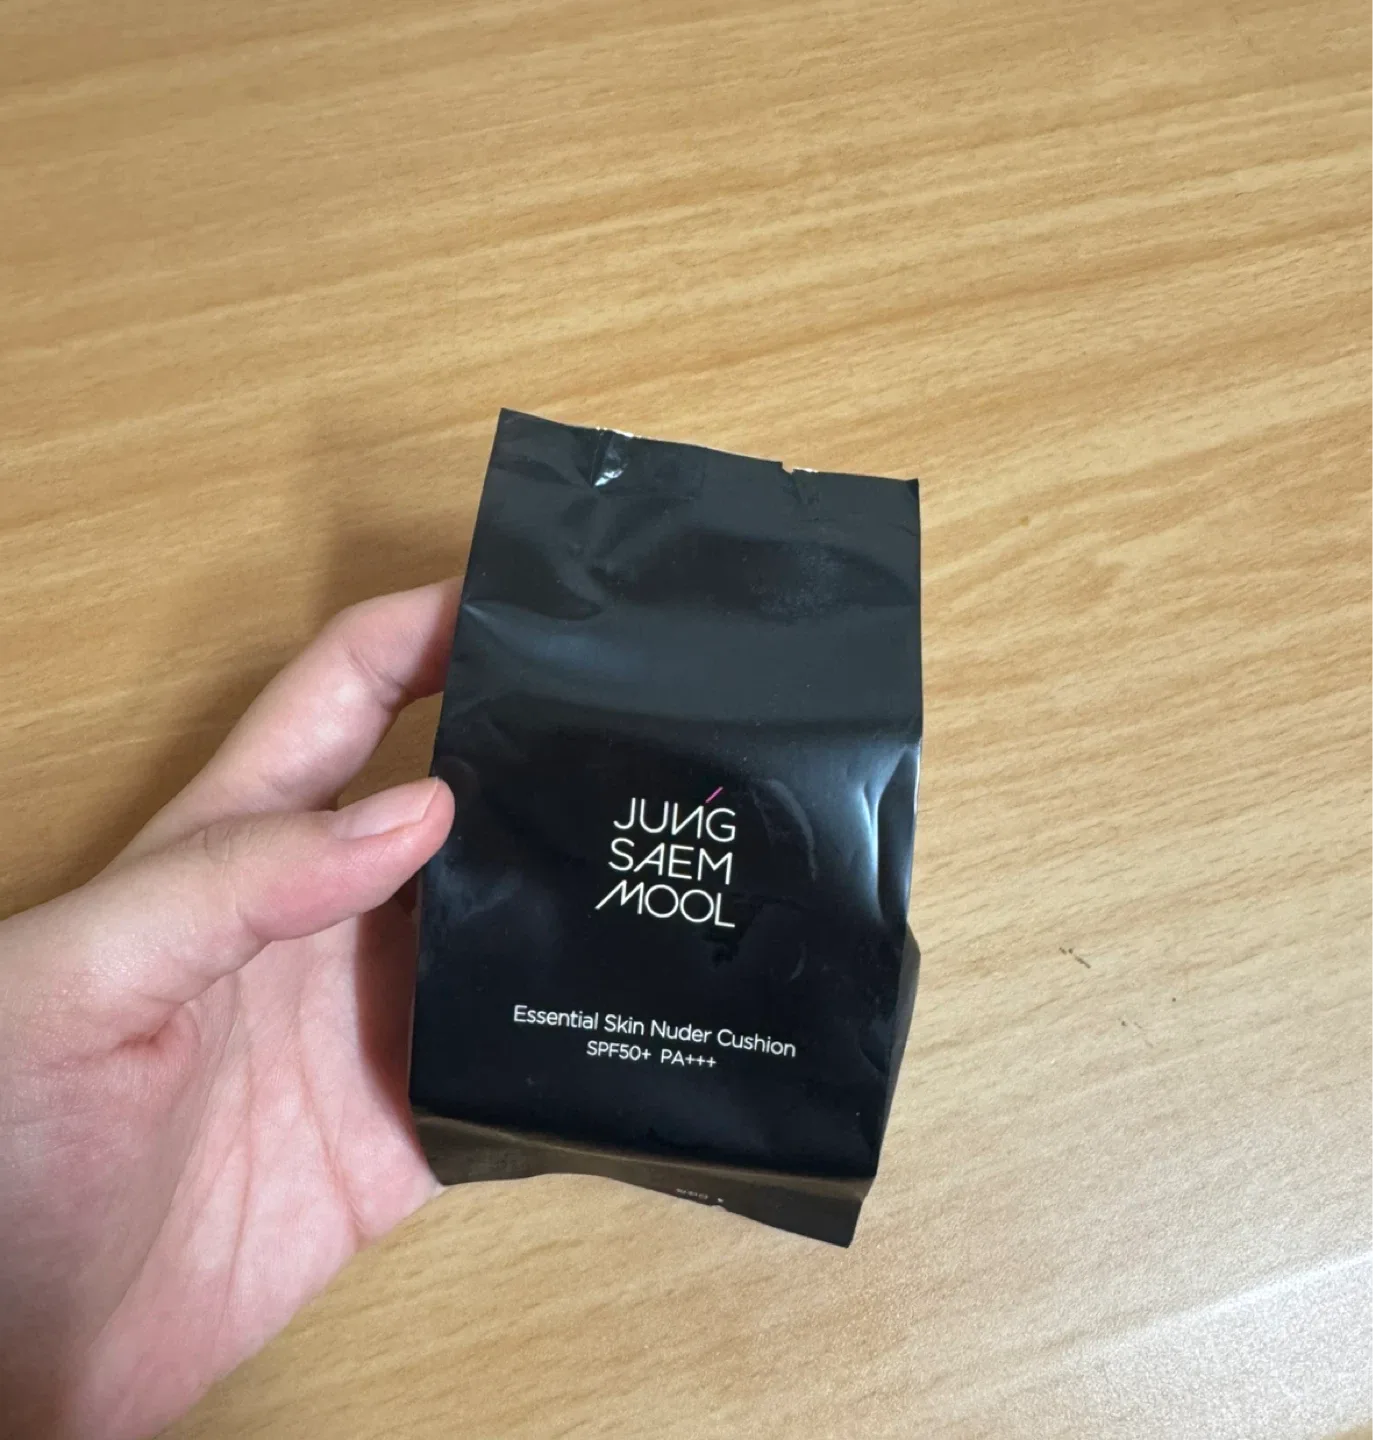 JUNG
SAEM
MOOL
Essential Skin Nuder Cushion
SPF50+ PA+++